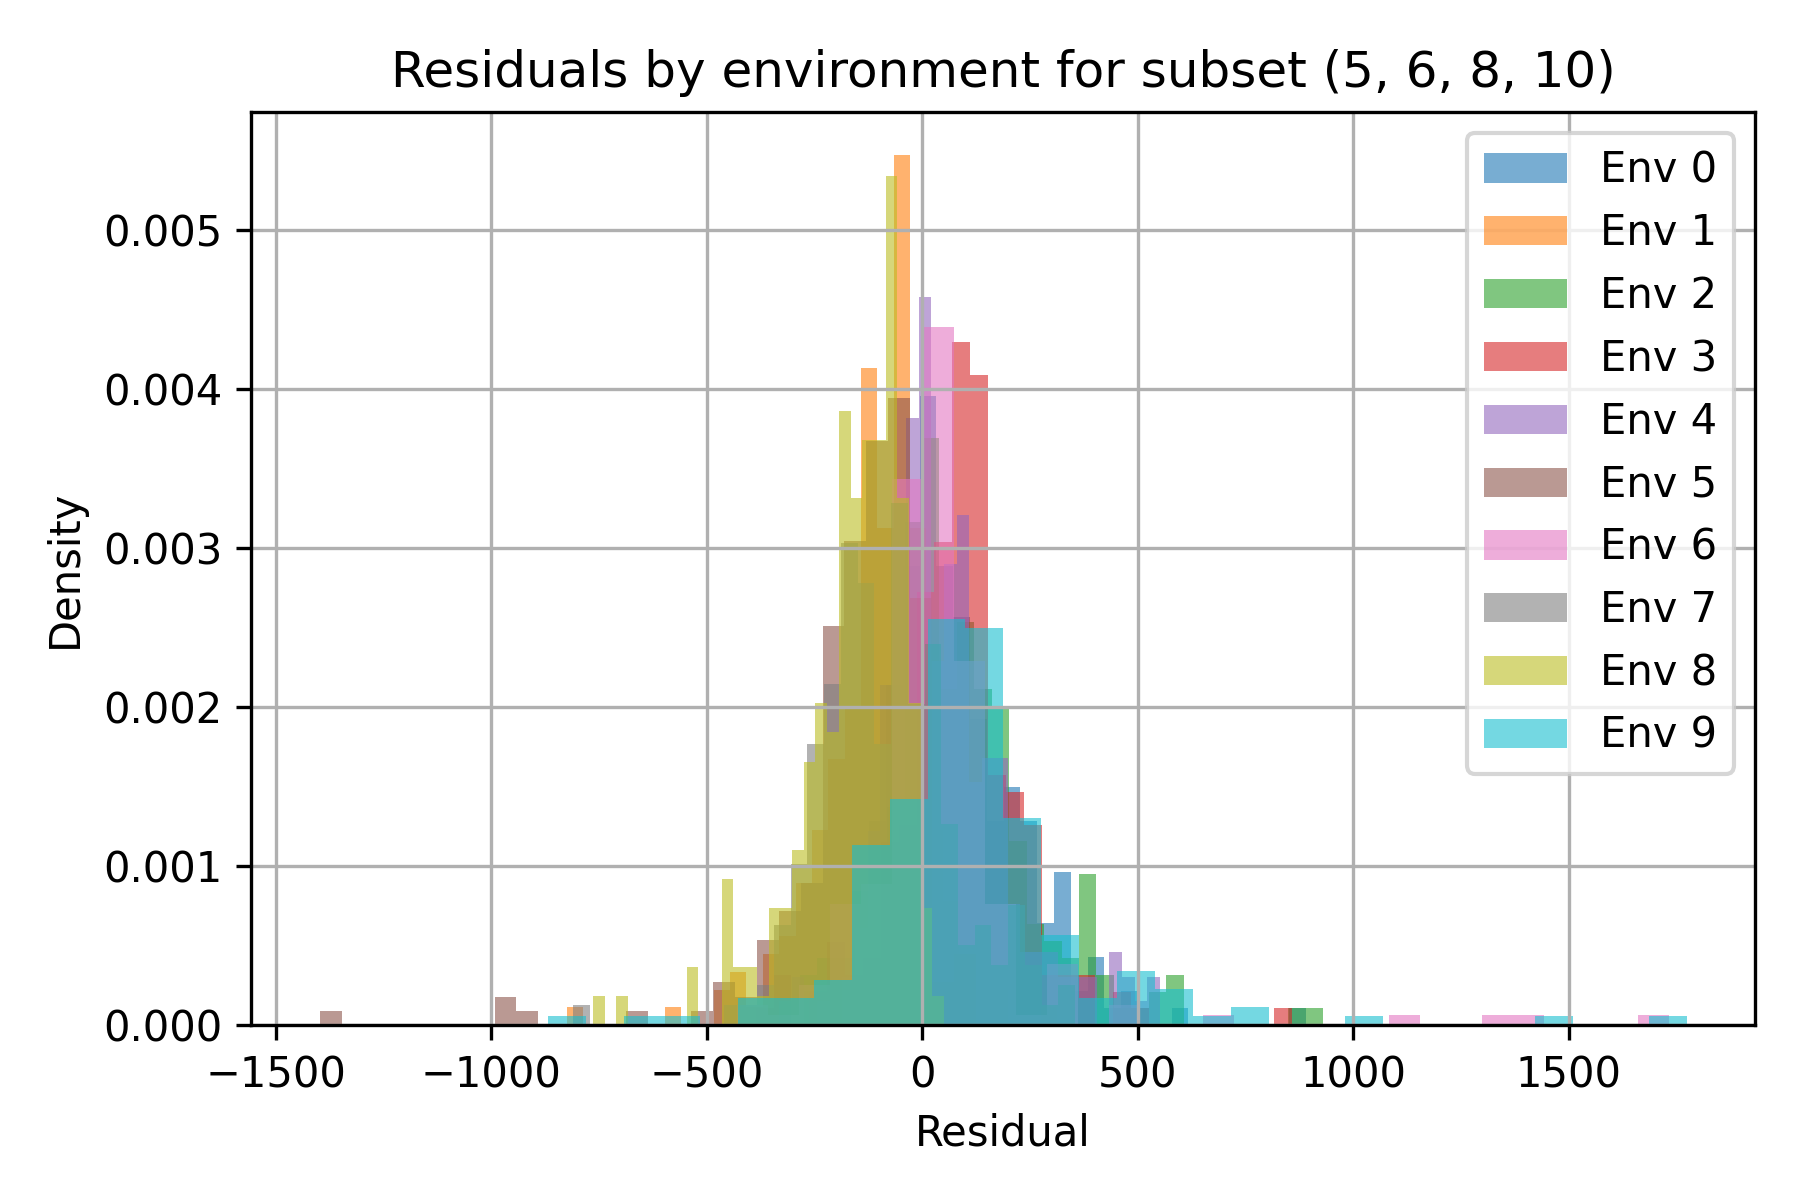 Residuals by environment for subset (5, 6, 8, 10)
Density
0.005
0.004
0.003
0.002
0.001
0.000
−1500
−1000
−500
0
500
1000
1500
Residual
Env 0
Env 1
Env 2
Env 3
Env 4
Env 5
Env 6
Env 7
Env 8
Env 9